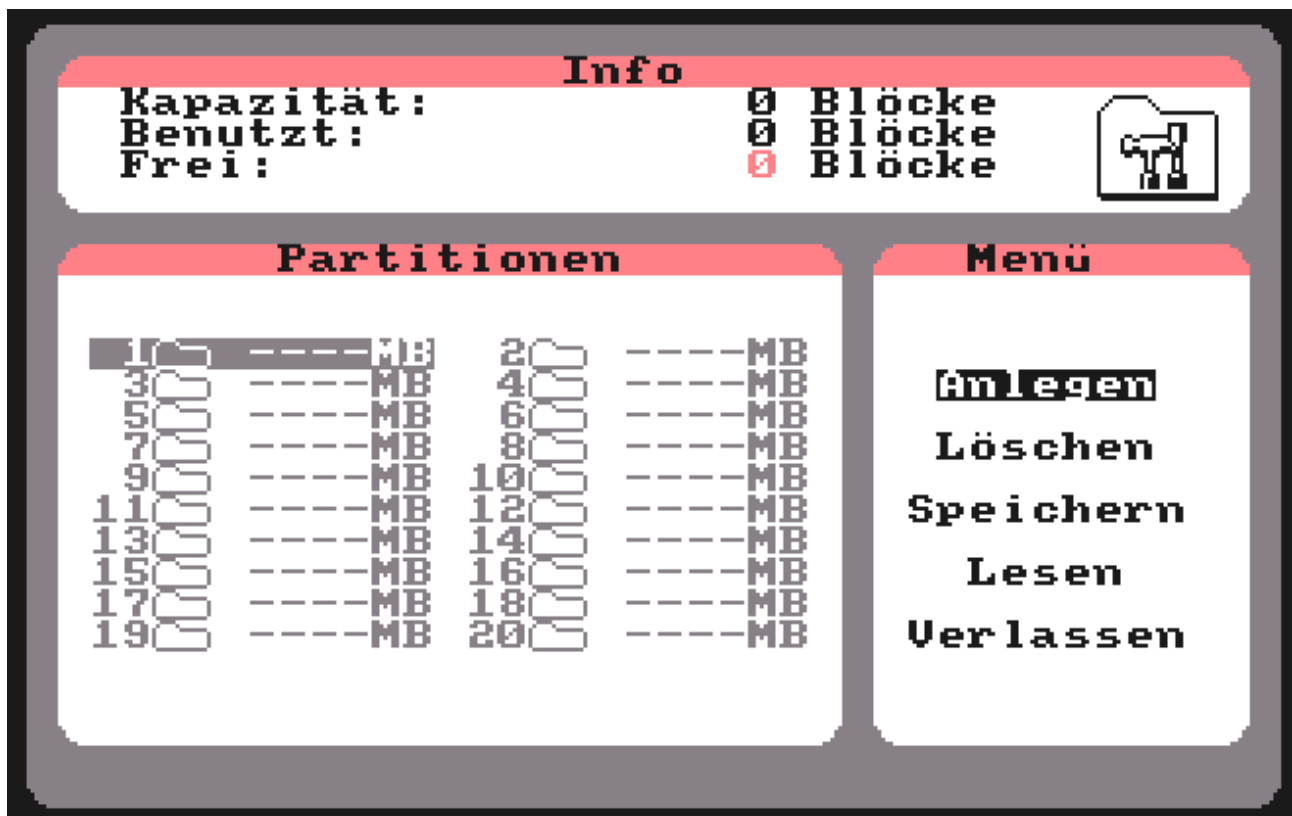 Info
Kapazität: 0 Blöcke
Benutzt: 0 Blöcke
Frei: 0 Blöcke
Partitionen
1 ----MB 2 ----MB
3 ----MB 4 ----MB
5 ----MB 6 ----MB
7 ----MB 8 ----MB
9 ----MB 10 ----MB
11 ----MB 12 ----MB
13 ----MB 14 ----MB
15 ----MB 16 ----MB
17 ----MB 18 ----MB
19 ----MB 20 ----MB
Menü
Anlegen
Löschen
Speichern
Lesen
Verlassen